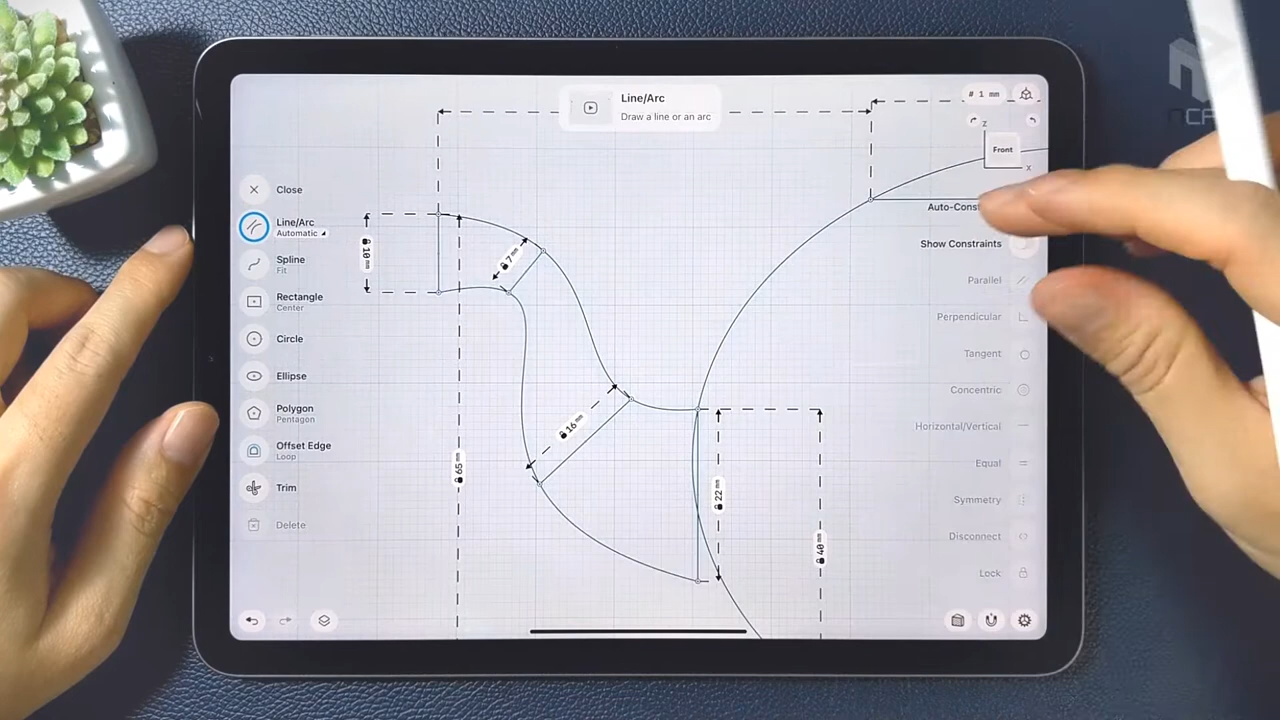 Line/Arc
Draw a line or an arc
# 1 mm
Z
Front
X
Close
Line/Arc
Automatic
Spline
Fit
Rectangle
Center
Circle
Ellipse
Polygon
Pentagon
Offset Edge
Loop
Trim
Delete
10 mm
7 mm
16 mm
65 mm
22 mm
40 mm
Show Constraints
Parallel
Perpendicular
Tangent
Concentric
Horizontal/Vertical
Equal
Symmetry
Disconnect
Lock